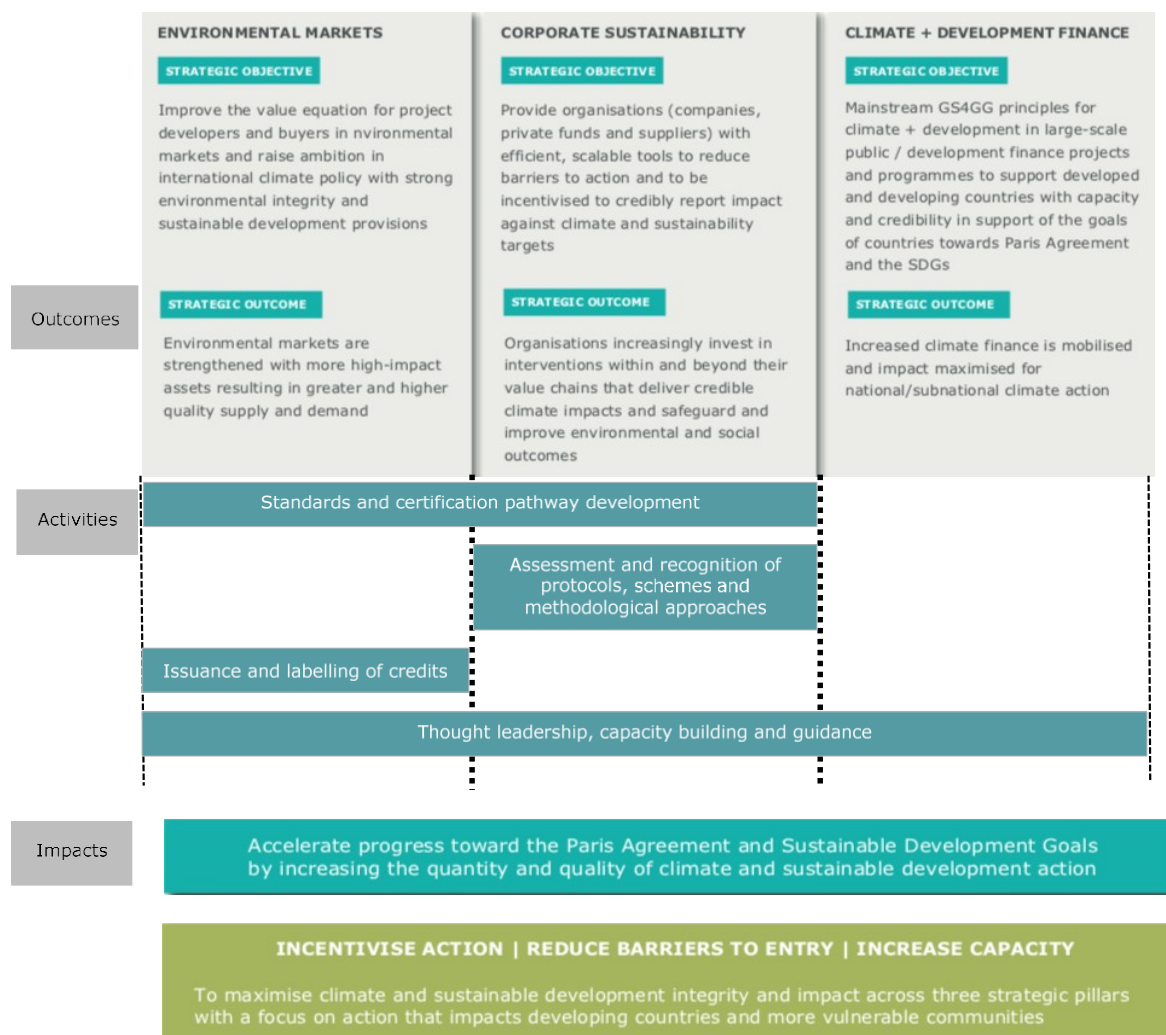 ENVIRONMENTAL MARKETS
STRATEGIC OBJECTIVE
Improve the value equation for project
developers and buyers in nvironmental
markets and raise ambition in
international climate policy with strong
environmental integrity and
sustainable development provisions
STRATEGIC OUTCOME
Environmental markets are
strengthened with more high-impact
assets resulting in greater and higher
quality supply and demand
CORPORATE SUSTAINABILITY
STRATEGIC OBJECTIVE
Provide organisations (companies,
private funds and suppliers) with
efficient, scalable tools to reduce
barriers to action and to be
incentivised to credibly report impact
against climate and sustainability
targets
STRATEGIC OUTCOME
Organisations increasingly invest in
interventions within and beyond their
value chains that deliver credible
climate impacts and safeguard and
improve environmental and social
outcomes
CLIMATE + DEVELOPMENT FINANCE
STRATEGIC OBJECTIVE
Mainstream GS4GG principles for
climate + development in large-scale
public / development finance projects
and programmes to support developed
and developing countries with capacity
and credibility in support of the goals
of countries towards Paris Agreement
and the SDGs
STRATEGIC OUTCOME
Increased climate finance is mobilised
and impact maximised for
national/subnational climate action
Outcomes
Activities
Standards and certification pathway development
Assessment and recognition of
protocols, schemes and
methodological approaches
Issuance and labelling of credits
Thought leadership, capacity building and guidance
Impacts
Accelerate progress toward the Paris Agreement and Sustainable Development Goals
by increasing the quantity and quality of climate and sustainable development action
INCENTIVISE ACTION | REDUCE BARRIERS TO ENTRY | INCREASE CAPACITY
To maximise climate and sustainable development integrity and impact across three strategic pillars
with a focus on action that impacts developing countries and more vulnerable communities